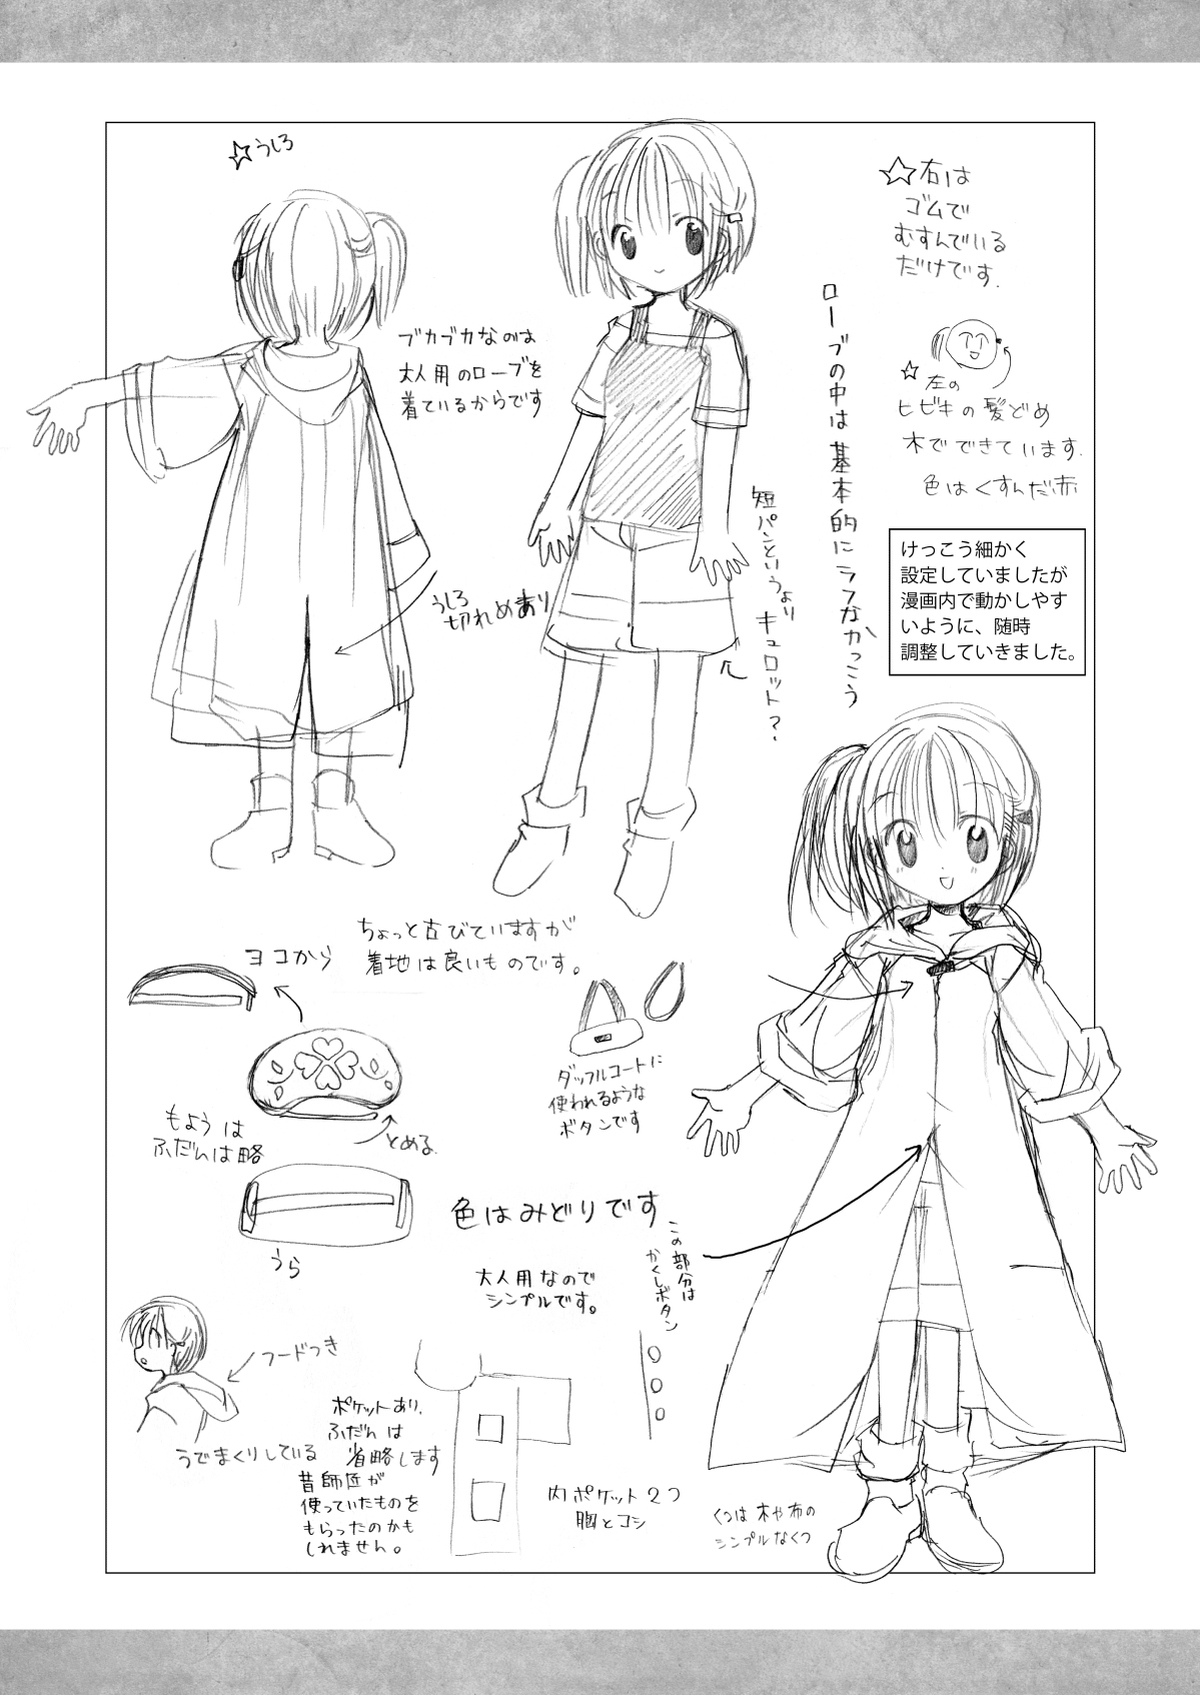 ☆うしろ
☆右は
ゴムで
むすんでいる
だけです.
ブカブカなのは
大人用のローブを
着ているからです
ローブの中は基本的にラフなかっこう
☆左の
ヒビキの髪どめ
木でできています.
色はくすんだ赤
短パンというより
キュロット?.
けっこう細かく
設定していましたが
漫画内で動かしやす
いように、随時
調整していきました。
うしろ
切れめあり
ちょっと古びていますが
着地は良いものです。
ヨコから
ダッフルコートに
使われるような
ボタンです
もようは
ふだんは略
とめる.
色はみどりです
うら
大人用なので
シンプルです。
この部分は
かくしボタン
フードつき
うでまくりしている
ポケットあり.
ふだんは
省略します
昔師匠が
使っていたものを
もらったのかも
しれません。
内ポケット2つ
胸とコシ
くつは木や布の
シンプルなくつ